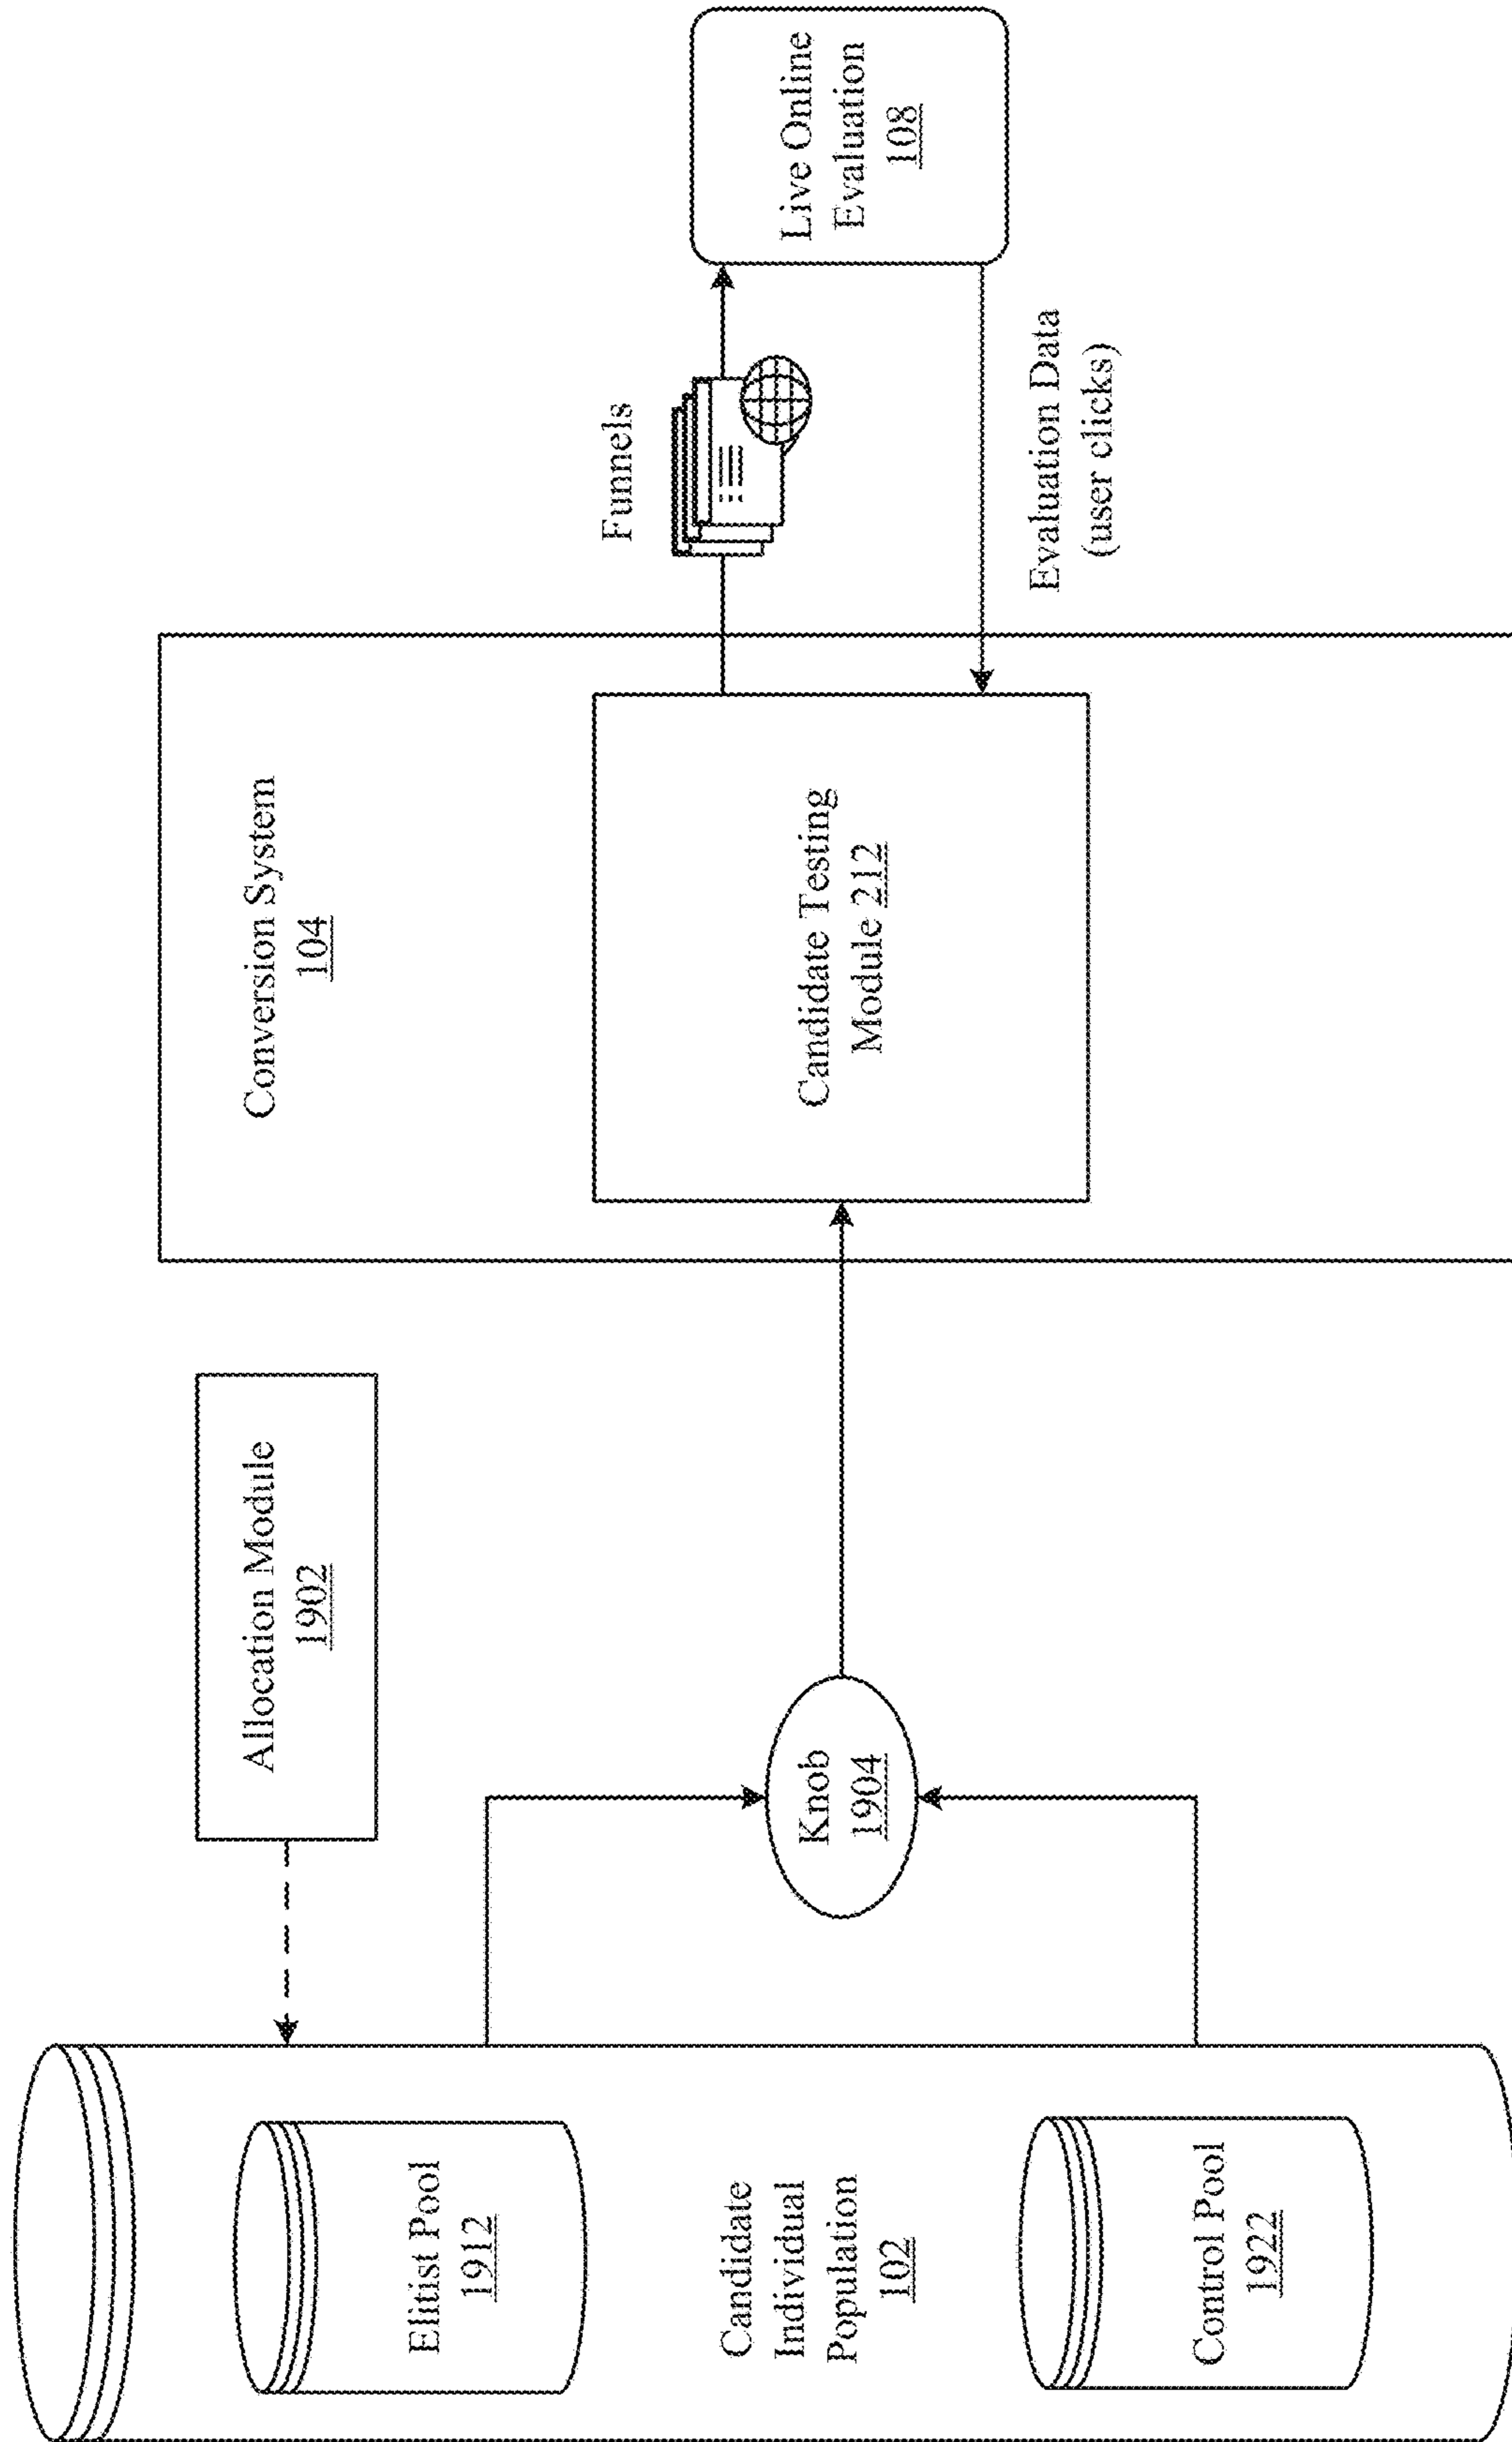 Elitist Pool
1912
Candidate
Individual
Population
102
Control Pool
1922
Allocation Module
1902
Knob
1904
Conversion System
104
Candidate Testing
Module 212
Funnels
Evaluation Data
(user clicks)
Live Online
Evaluation
108